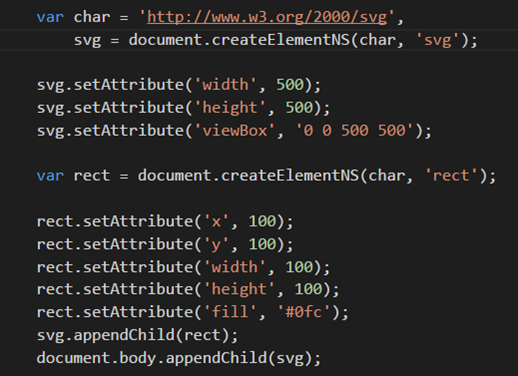 var char = 'http://www.w3.org/2000/svg',
    svg = document.createElementNS(char, 'svg');

svg.setAttribute('width', 500);
svg.setAttribute('height', 500);
svg.setAttribute('viewBox', '0 0 500 500');

var rect = document.createElementNS(char, 'rect');

rect.setAttribute('x', 100);
rect.setAttribute('y', 100);
rect.setAttribute('width', 100);
rect.setAttribute('height', 100);
rect.setAttribute('fill', '#0fc');
svg.appendChild(rect);
document.body.appendChild(svg);